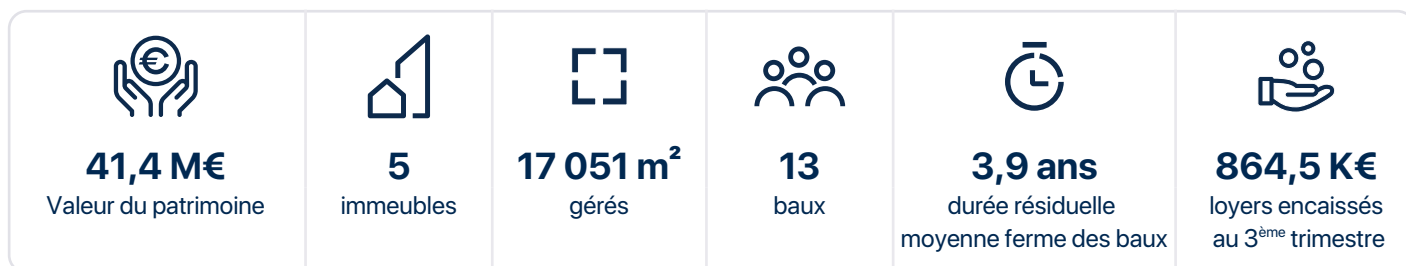 41,4 M€
Valeur du patrimoine
5
immeubles
17 051 m²
gérés
13
baux
3,9 ans
durée résiduelle
moyenne ferme des baux
864,5 K€
loyers encaissés
au 3ème trimestre